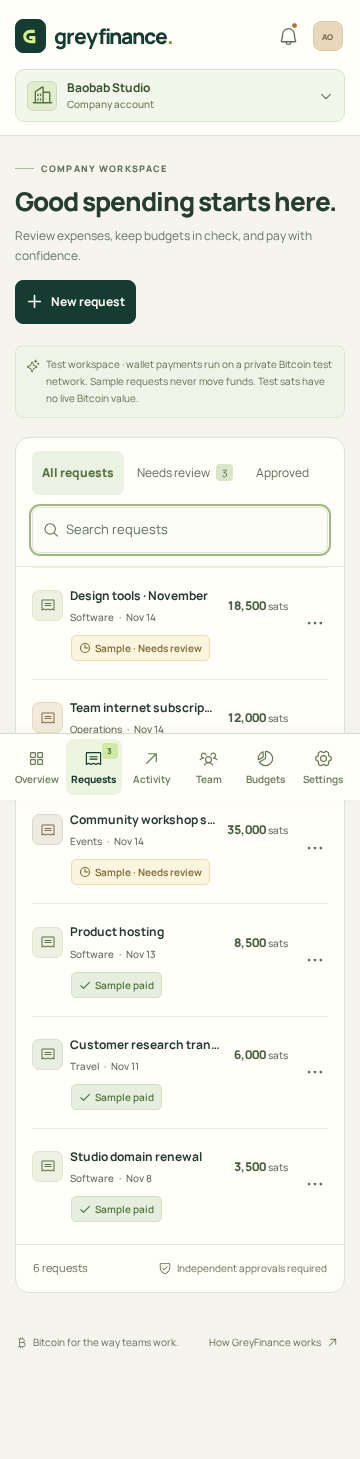 G greyfinance.
AO
Baobab Studio
Company account
COMPANY WORKSPACE
Good spending starts here.
Review expenses, keep budgets in check, and pay with
confidence.
New request
Test workspace · wallet payments run on a private Bitcoin test
network. Sample requests never move funds. Test sats have
no live Bitcoin value.
All requests Needs review 3 Approved
Search requests
Design tools · November
18,500 sats
Software · Nov 14
Sample · Needs review
Team internet subscrip...
12,000 sats
Operations · Nov 14
3
Overview Requests Activity Team Budgets Settings
Community workshop s...
35,000 sats
Events · Nov 14
Sample · Needs review
Product hosting
8,500 sats
Software · Nov 13
Sample paid
Customer research tran...
6,000 sats
Travel · Nov 11
Sample paid
Studio domain renewal
3,500 sats
Software · Nov 8
Sample paid
6 requests Independent approvals required
Bitcoin for the way teams work. How GreyFinance works